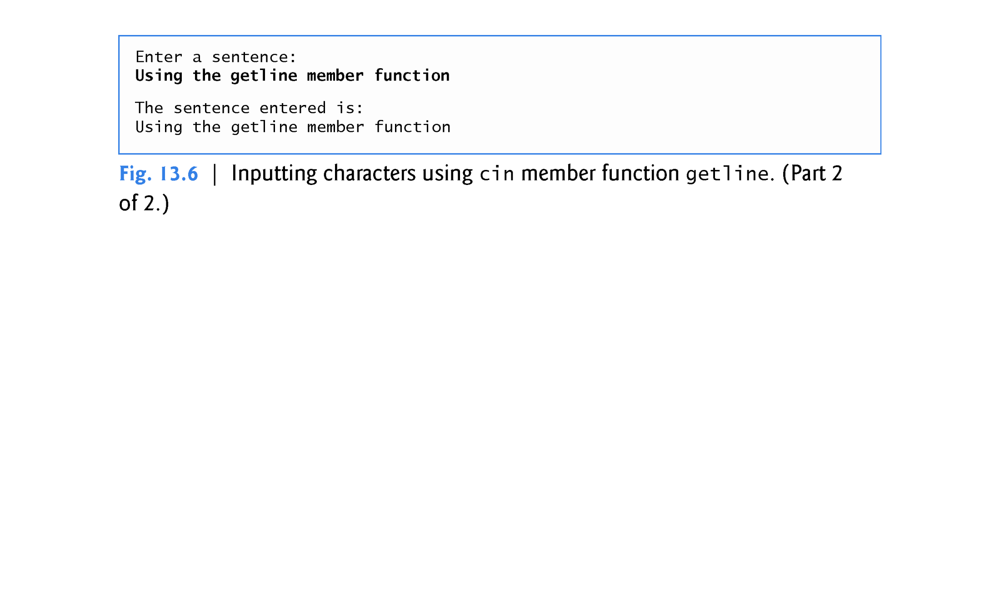 Enter a sentence:
Using the getline member function
The sentence entered is:
Using the getline member function
Fig. 13.6 | Inputting characters using cin member function getline. (Part 2
of 2.)